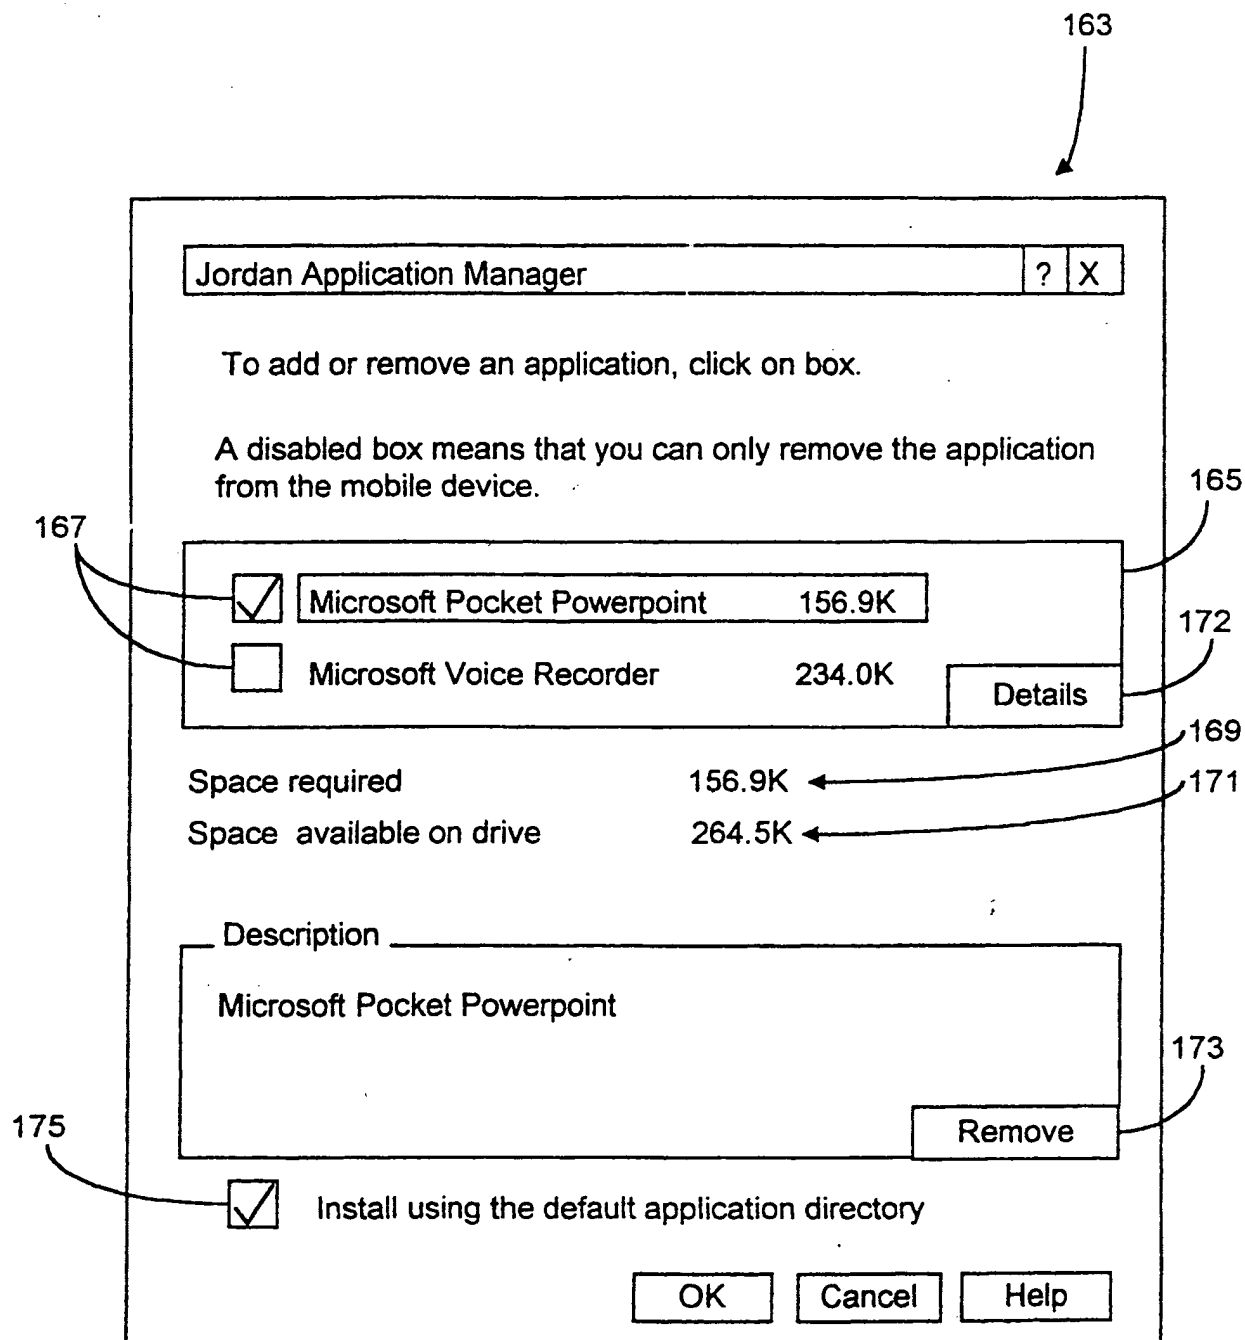 163
Jordan Application Manager ? X
To add or remove an application, click on box.
A disabled box means that you can only remove the application
from the mobile device.
165
167
Microsoft Pocket Powerpoint 156.9K
172
Microsoft Voice Recorder 234.0K
Details
169
Space required 156.9K
171
Space available on drive 264.5K
Description
Microsoft Pocket Powerpoint
173
Remove
175
Install using the default application directory
OK Cancel Help